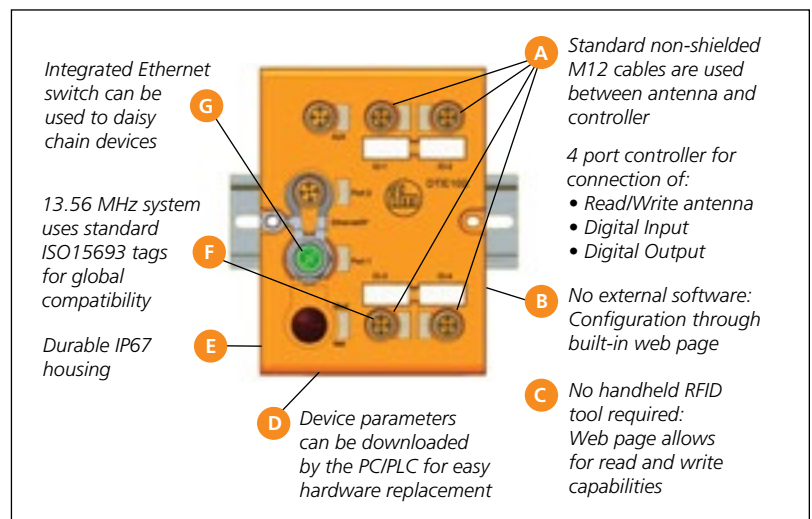 Integrated Ethernet
switch can be
used to daisy
chain devices
G
13.56 MHz system
uses standard
ISO15693 tags
for global
compatibility
F
Durable IP67
housing
E
A
Standard non-shielded
M12 cables are used
between antenna and
controller
4 port controller for
connection of:
• Read/Write antenna
• Digital Input
• Digital Output
B
No external software:
Configuration through
built-in web page
C
No handheld RFID
tool required:
Web page allows
for read and write
capabilities
D
Device parameters
can be downloaded
by the PC/PLC for easy
hardware replacement
ifm